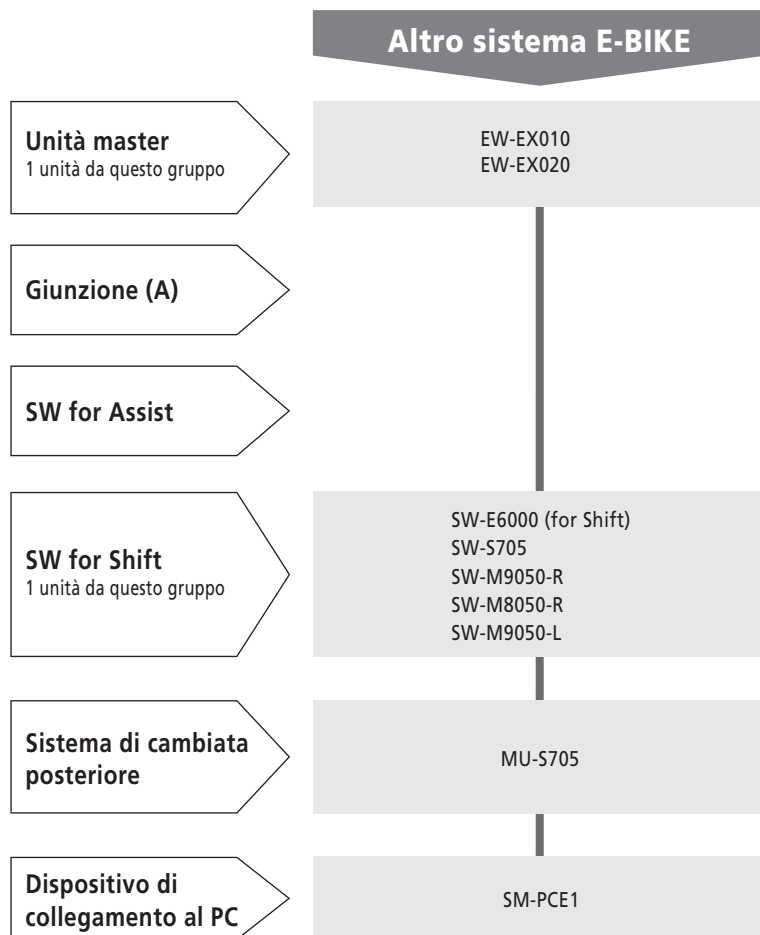 Altro sistema E-BIKE
Unità master
1 unità da questo gruppo
EW-EX010
EW-EX020
Giunzione (A)
SW for Assist
SW for Shift
1 unità da questo gruppo
SW-E6000 (for Shift)
SW-S705
SW-M9050-R
SW-M8050-R
SW-M9050-L
Sistema di cambiata
posteriore
MU-S705
Dispositivo di
collegamento al PC
SM-PCE1